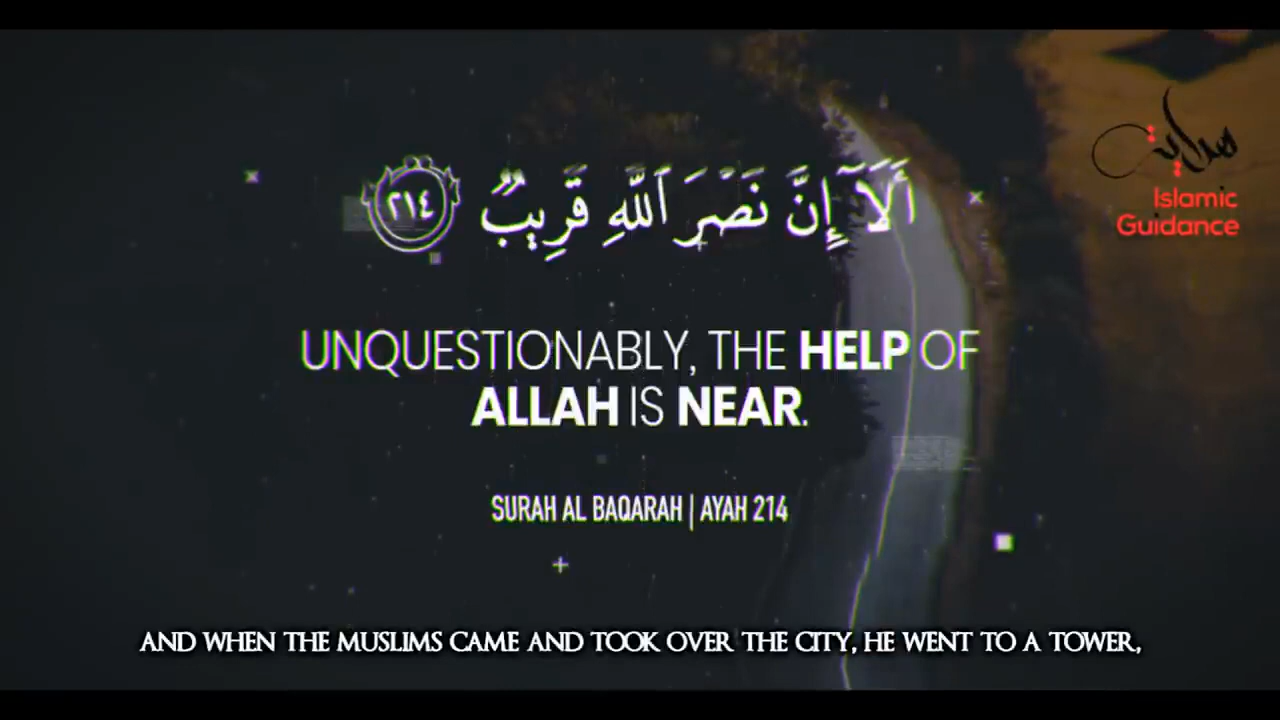 أَلَآ إِنَّ نَصْرَ ٱللَّهِ قَرِيبٌ ٢١٤
هداية
Islamic
Guidance
UNQUESTIONABLY, THE HELP OF
ALLAH IS NEAR.
SURAH AL BAQARAH | AYAH 214
AND WHEN THE MUSLIMS CAME AND TOOK OVER THE CITY, HE WENT TO A TOWER,